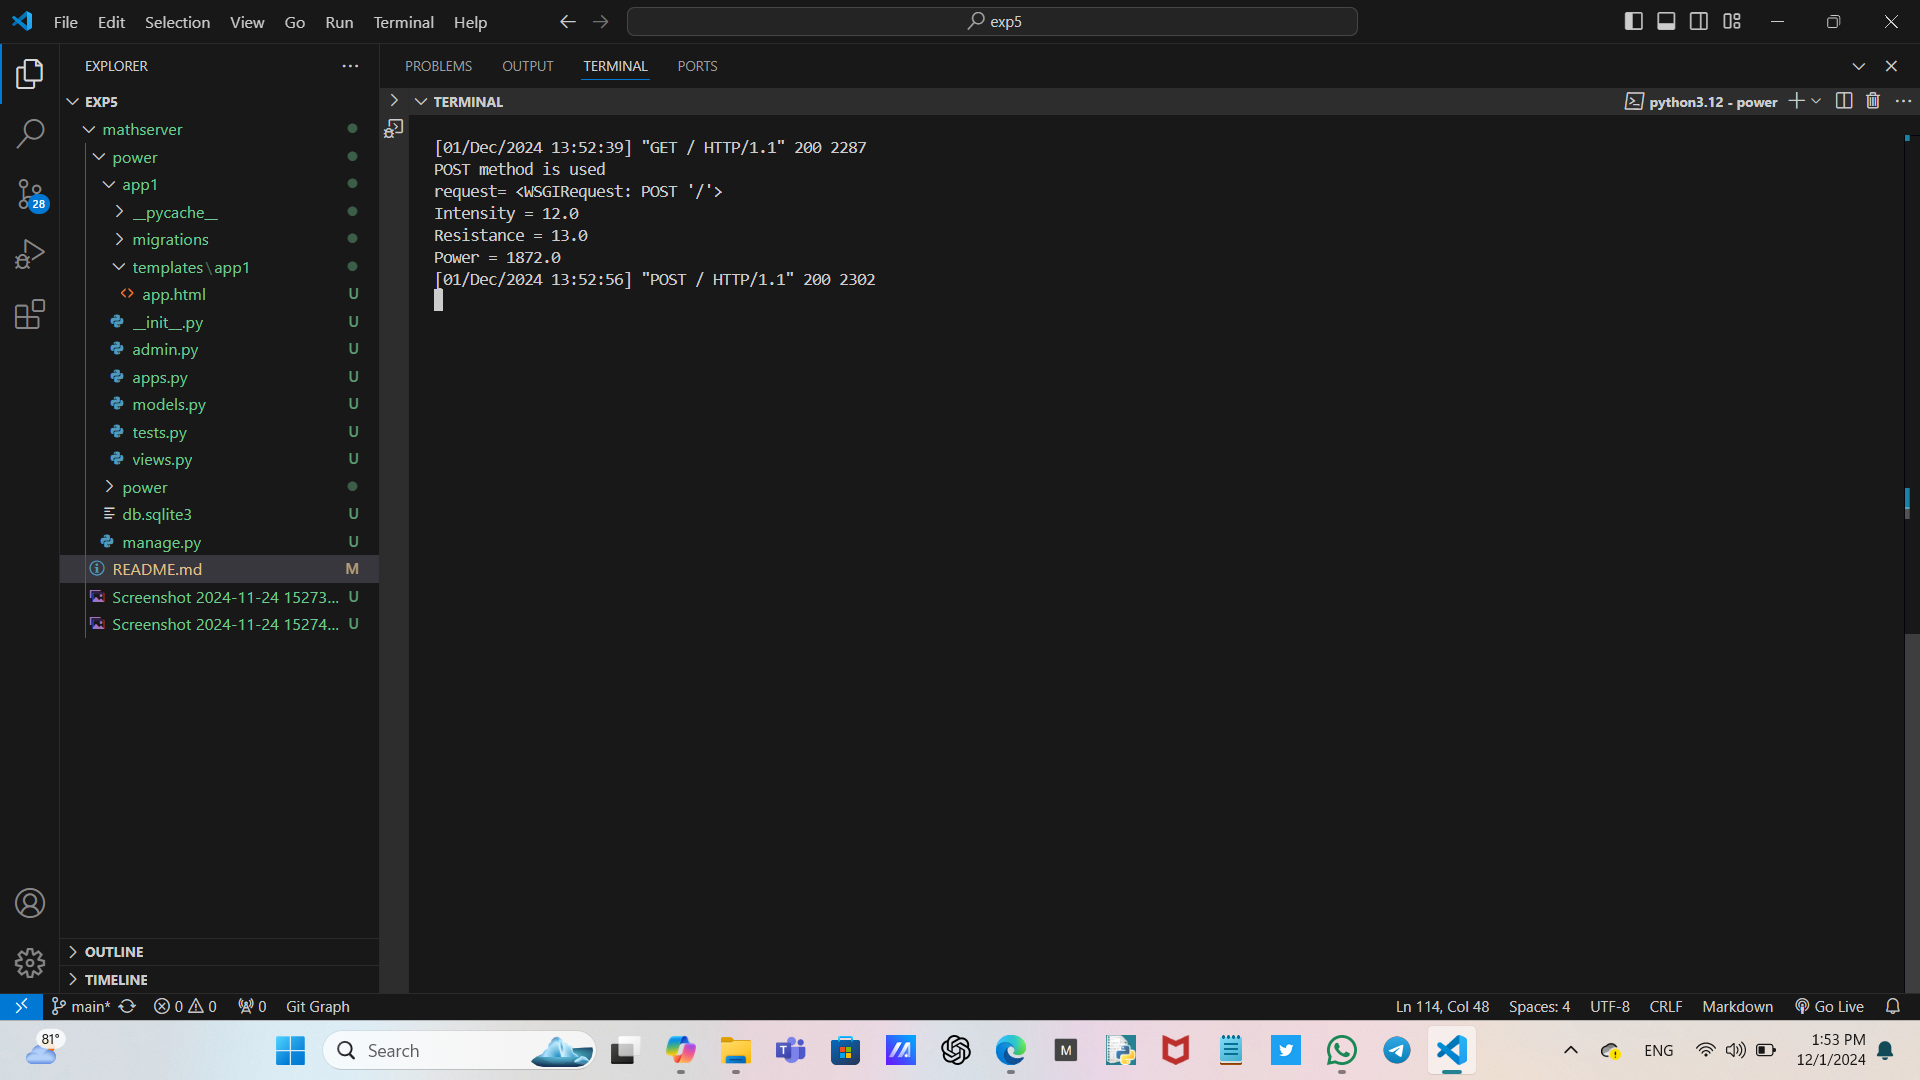 File Edit Selection View Go Run Terminal Help
exp5
EXPLORER
EXP5
mathserver
power
app1
__pycache__
migrations
templates\app1
app.html U
__init__.py U
admin.py U
apps.py U
models.py U
tests.py U
views.py U
power
db.sqlite3 U
manage.py U
README.md M
Screenshot 2024-11-24 15273... U
Screenshot 2024-11-24 15274... U
OUTLINE
TIMELINE
28
PROBLEMS OUTPUT TERMINAL PORTS
TERMINAL
python3.12 - power
[01/Dec/2024 13:52:39] "GET / HTTP/1.1" 200 2287
POST method is used
request= <WSGIRequest: POST '/'>
Intensity = 12.0
Resistance = 13.0
Power = 1872.0
[01/Dec/2024 13:52:56] "POST / HTTP/1.1" 200 2302
main* 0 0 0 Git Graph
Ln 114, Col 48 Spaces: 4 UTF-8 CRLF Markdown Go Live
81°
Search
M
ENG
1:53 PM
12/1/2024